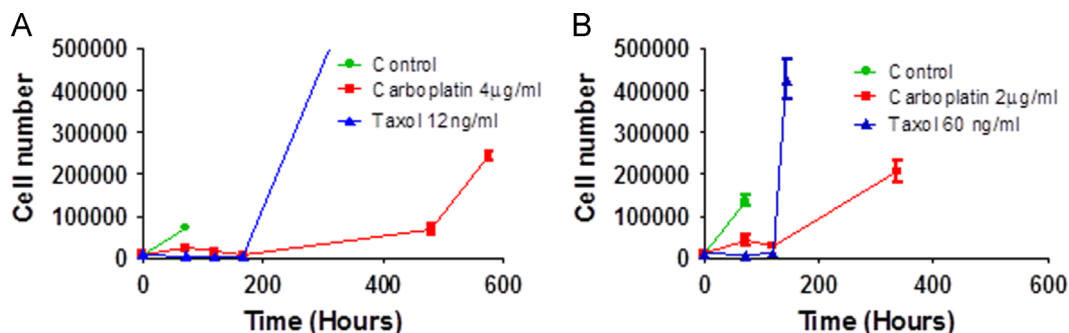 A
500000
400000
300000
200000
100000
0
Cell number
0 200 400 600
Time (Hours)
Control
Carboplatin 4µg/ml
Taxol 12ng/ml
B
500000
400000
300000
200000
100000
0
Cell number
0 200 400 600
Time (Hours)
Control
Carboplatin 2µg/ml
Taxol 60 ng/ml